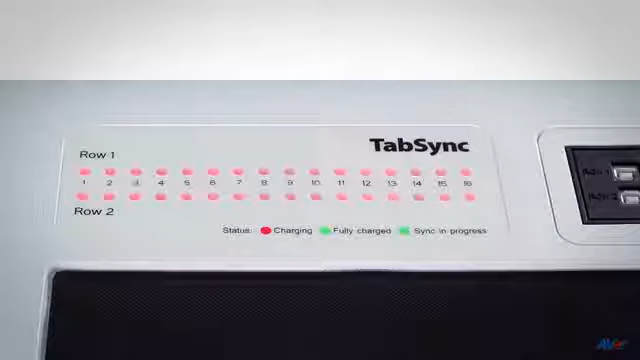 TabSync
Row 1
1 2 3 4 5 6 7 8 9 10 11 12 13 14 15 16
Row 2
Status: Charging Fully charged Sync in progress